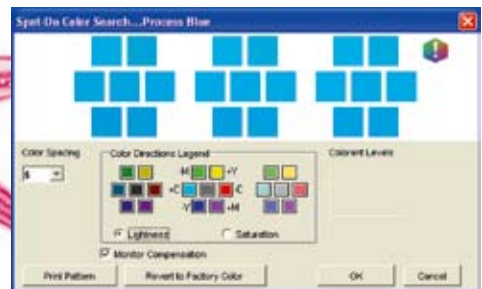 Spot-On Color Search...Process Blue
Color Spacing
6
Color Directions Legend
-M +Y
+C -C
-Y +M
Lightness
Saturation
Colorant Levels
Monitor Compensation
Print Pattern
Revert to Factory Color
OK
Cancel